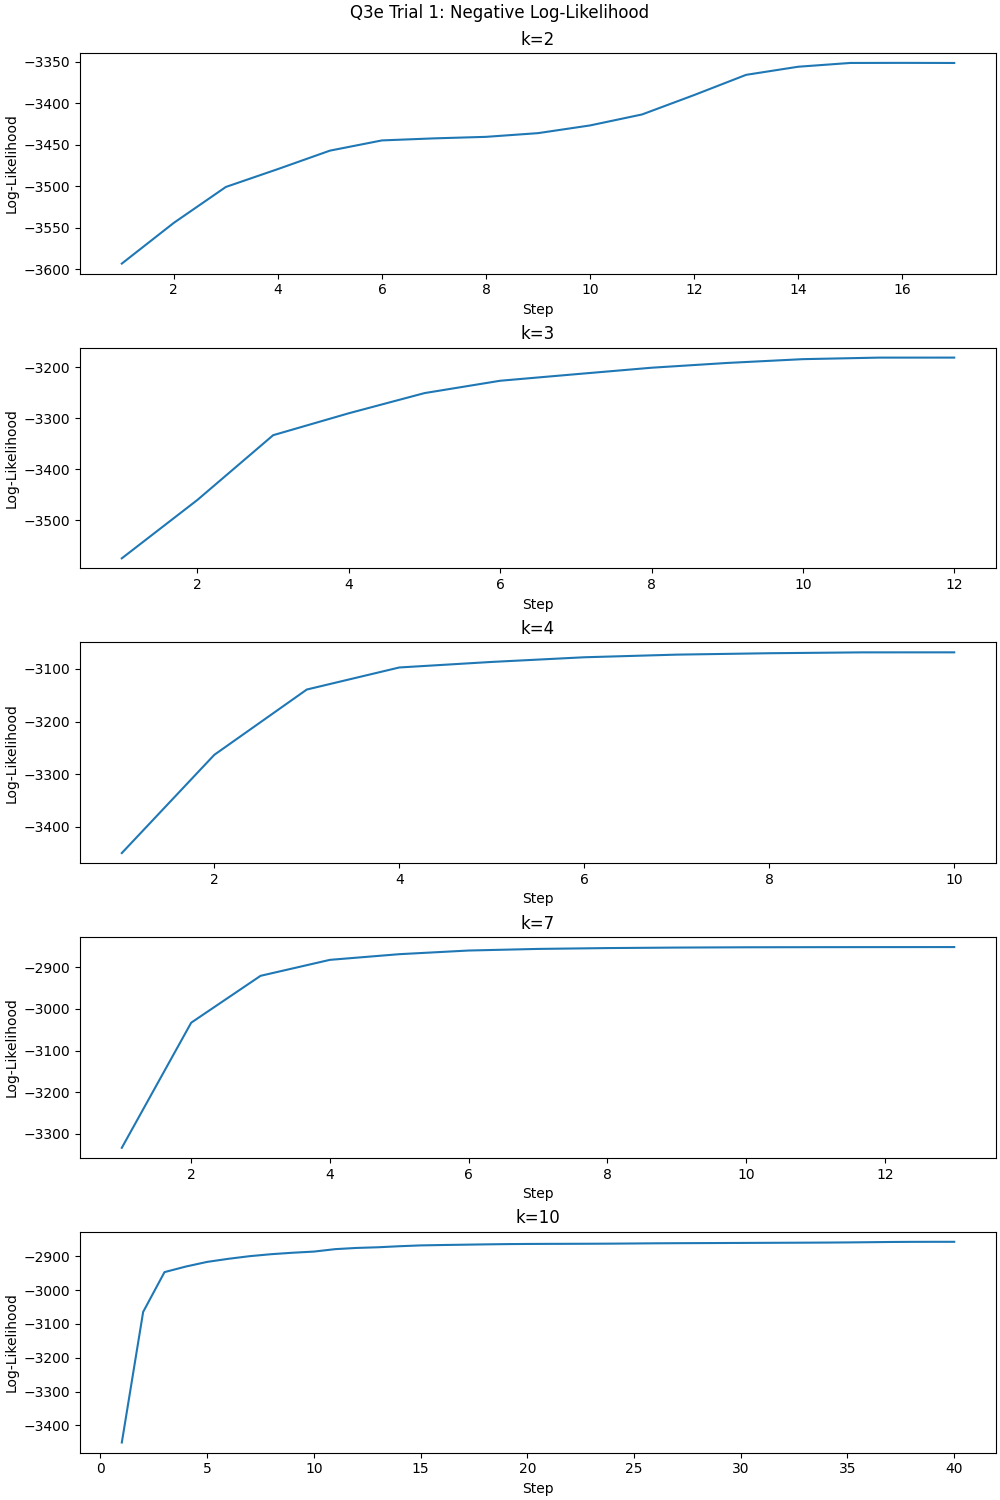 Q3e Trial 1: Negative Log-Likelihood
k=2
−3350
−3400
−3450
−3500
−3550
−3600
Log-Likelihood
2 4 6 8 10 12 14 16
Step
k=3
−3200
−3300
−3400
−3500
Log-Likelihood
2 4 6 8 10 12
Step
k=4
−3100
−3200
−3300
−3400
Log-Likelihood
2 4 6 8 10
Step
k=7
−2900
−3000
−3100
−3200
−3300
Log-Likelihood
2 4 6 8 10 12
Step
k=10
−2900
−3000
−3100
−3200
−3300
−3400
Log-Likelihood
0 5 10 15 20 25 30 35 40
Step